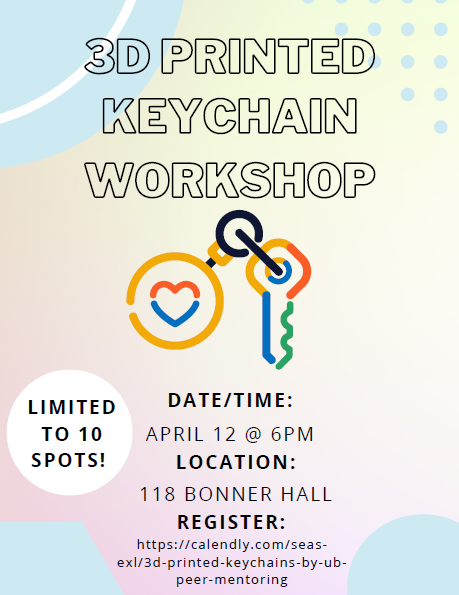 3D PRINTED
KEYCHAIN
WORKSHOP
LIMITED
TO 10
SPOTS!
DATE/TIME:
APRIL 12 @ 6PM
LOCATION:
118 BONNER HALL
REGISTER:
https://calendly.com/seas-
exl/3d-printed-keychains-by-ub-
peer-mentoring